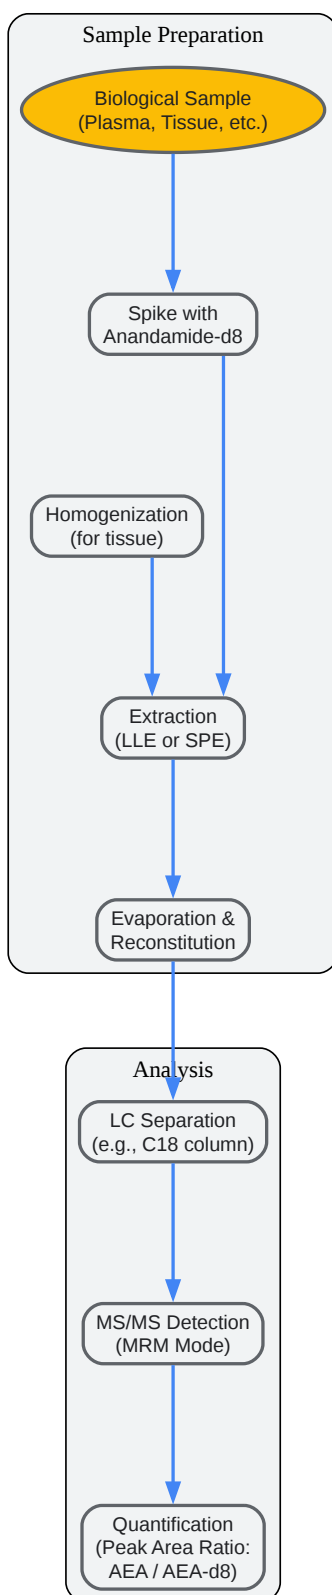 Sample Preparation
Biological Sample
(Plasma, Tissue, etc.)
Spike with
Anandamide-d8
Homogenization
(for tissue)
Extraction
(LLE or SPE)
Evaporation &
Reconstitution
Analysis
LC Separation
(e.g., C18 column)
MS/MS Detection
(MRM Mode)
Quantification
(Peak Area Ratio:
AEA / AEA-d8)